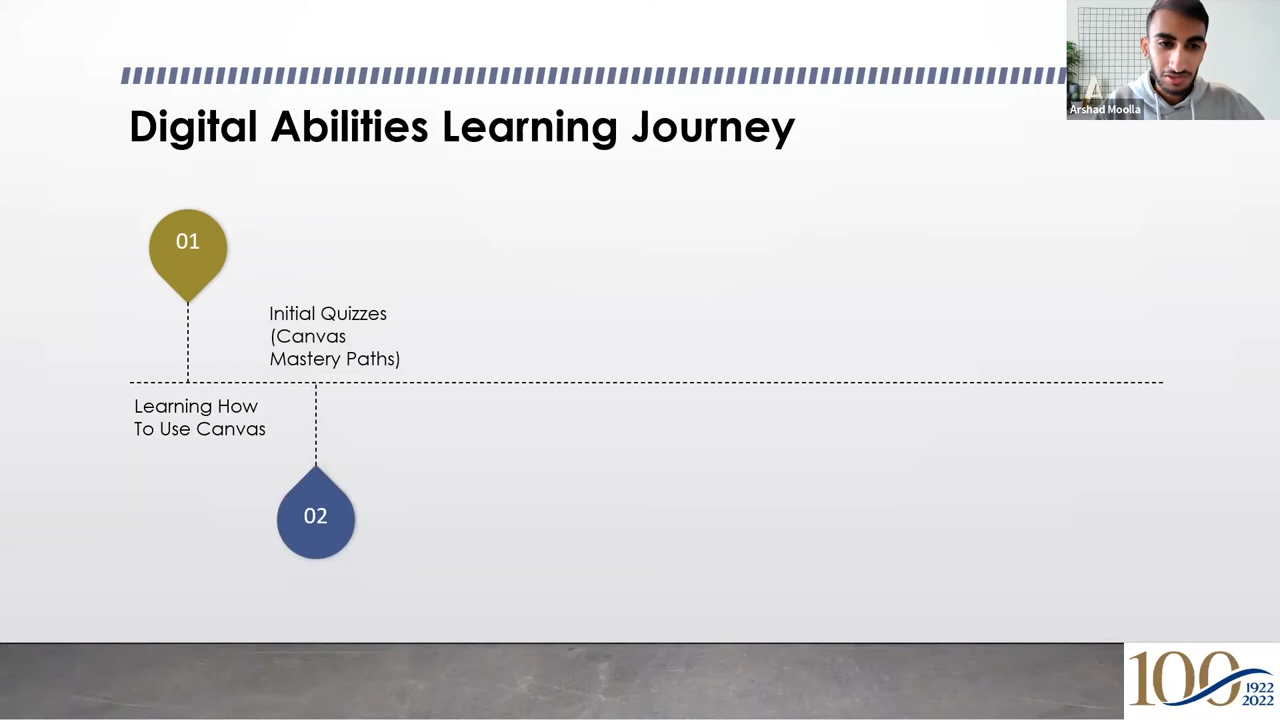 Digital Abilities Learning Journey
Arshad Moolla
01
Initial Quizzes
(Canvas
Mastery Paths)
Learning How
To Use Canvas
02
100
1922
2022